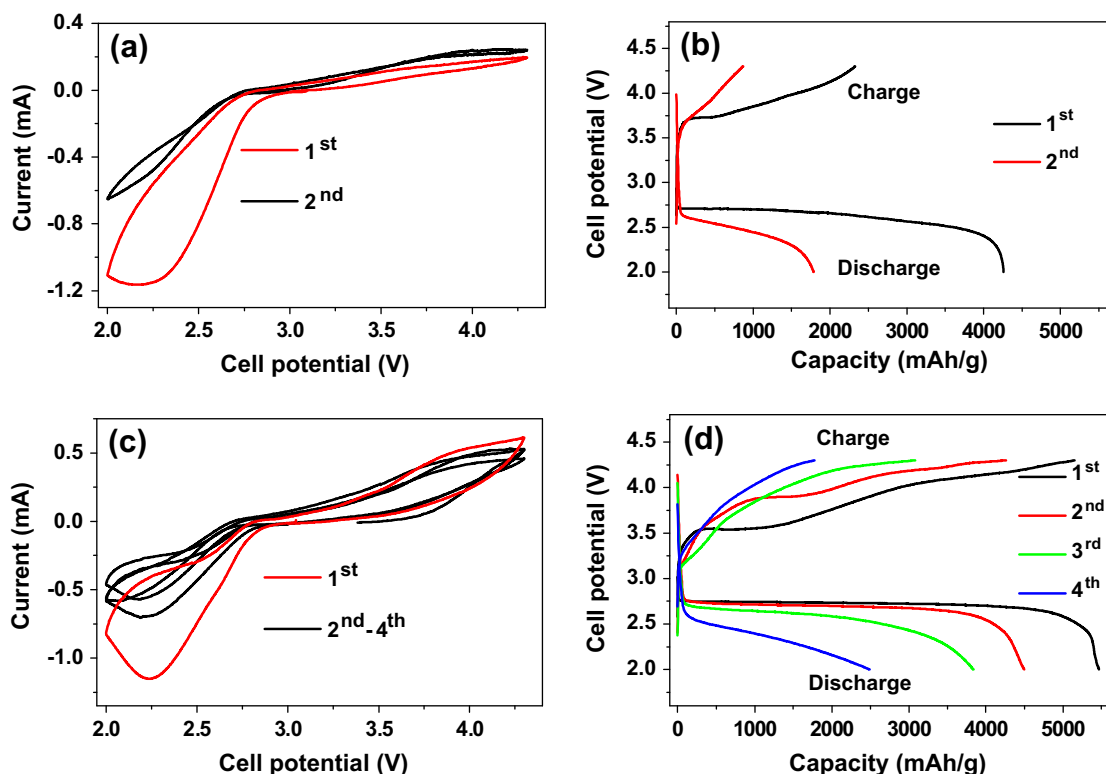 (a)
0.4
0.0
-0.4
-0.8
-1.2
Current (mA)
1st
2nd
2.0 2.5 3.0 3.5 4.0
Cell potential (V)
(b)
4.5
4.0
3.5
3.0
2.5
2.0
Cell potential (V)
Charge
1st
2nd
Discharge
0 1000 2000 3000 4000 5000
Capacity (mAh/g)
(c)
0.5
0.0
-0.5
-1.0
Current (mA)
1st
2nd-4th
2.0 2.5 3.0 3.5 4.0
Cell potential (V)
(d)
4.5
4.0
3.5
3.0
2.5
2.0
Cell potential (V)
Charge
1st
2nd
3rd
4th
Discharge
0 1000 2000 3000 4000 5000
Capacity (mAh/g)